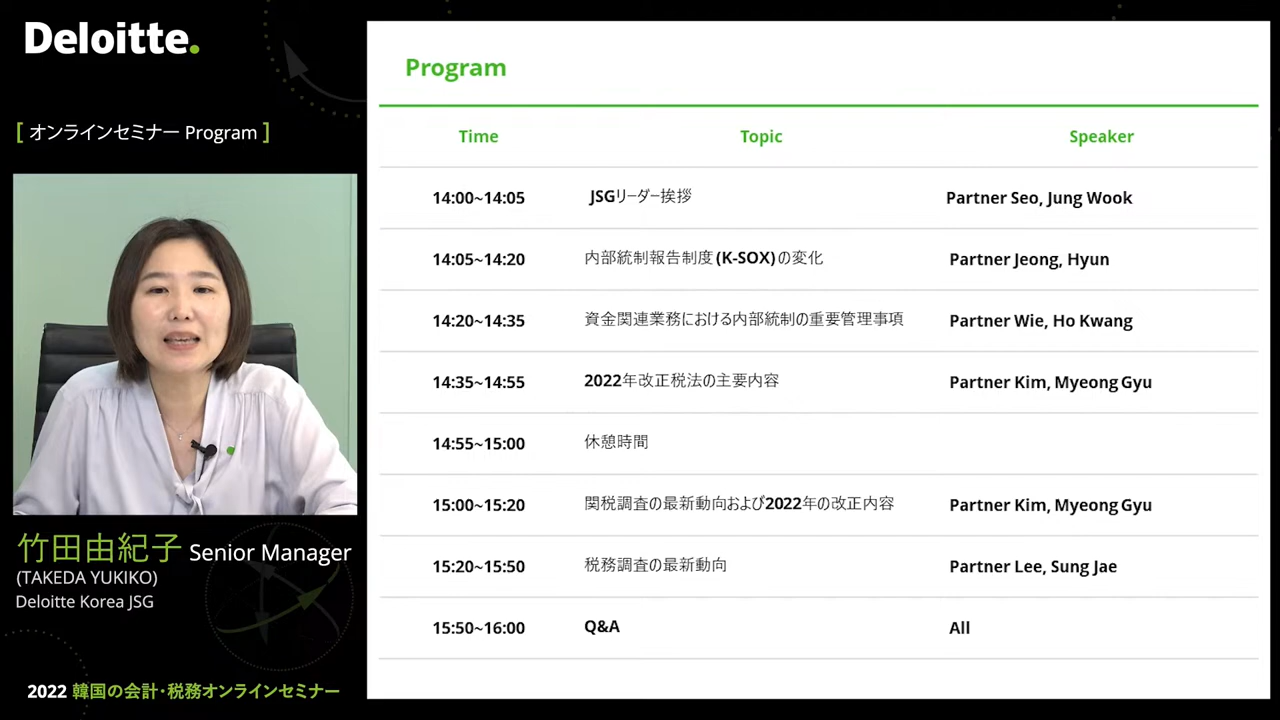 Deloitte.
[ オンラインセミナー Program ]
竹田由紀子 Senior Manager
(TAKEDA YUKIKO)
Deloitte Korea JSG
2022 韓国の会計・税務オンラインセミナー
Program
Time Topic Speaker
14:00~14:05 JSGリーダー挨拶 Partner Seo, Jung Wook
14:05~14:20 内部統制報告制度 (K-SOX) の変化 Partner Jeong, Hyun
14:20~14:35 資金関連業務における内部統制の重要管理事項 Partner Wie, Ho Kwang
14:35~14:55 2022年改正税法の主要内容 Partner Kim, Myeong Gyu
14:55~15:00 休憩時間
15:00~15:20 関税調査の最新動向および2022年の改正内容 Partner Kim, Myeong Gyu
15:20~15:50 税務調査の最新動向 Partner Lee, Sung Jae
15:50~16:00 Q&A All